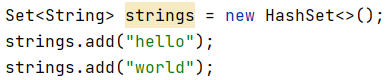 Set<String> strings = new HashSet<>();
strings.add("hello");
strings.add("world");